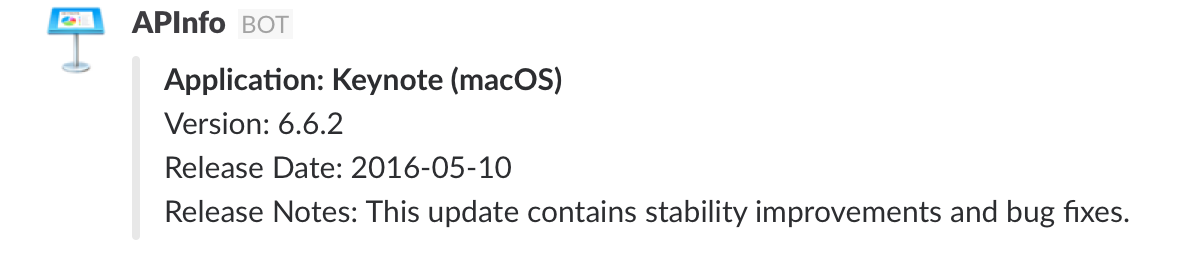 APInfo BOT
Application: Keynote (macOS)
Version: 6.6.2
Release Date: 2016-05-10
Release Notes: This update contains stability improvements and bug fixes.